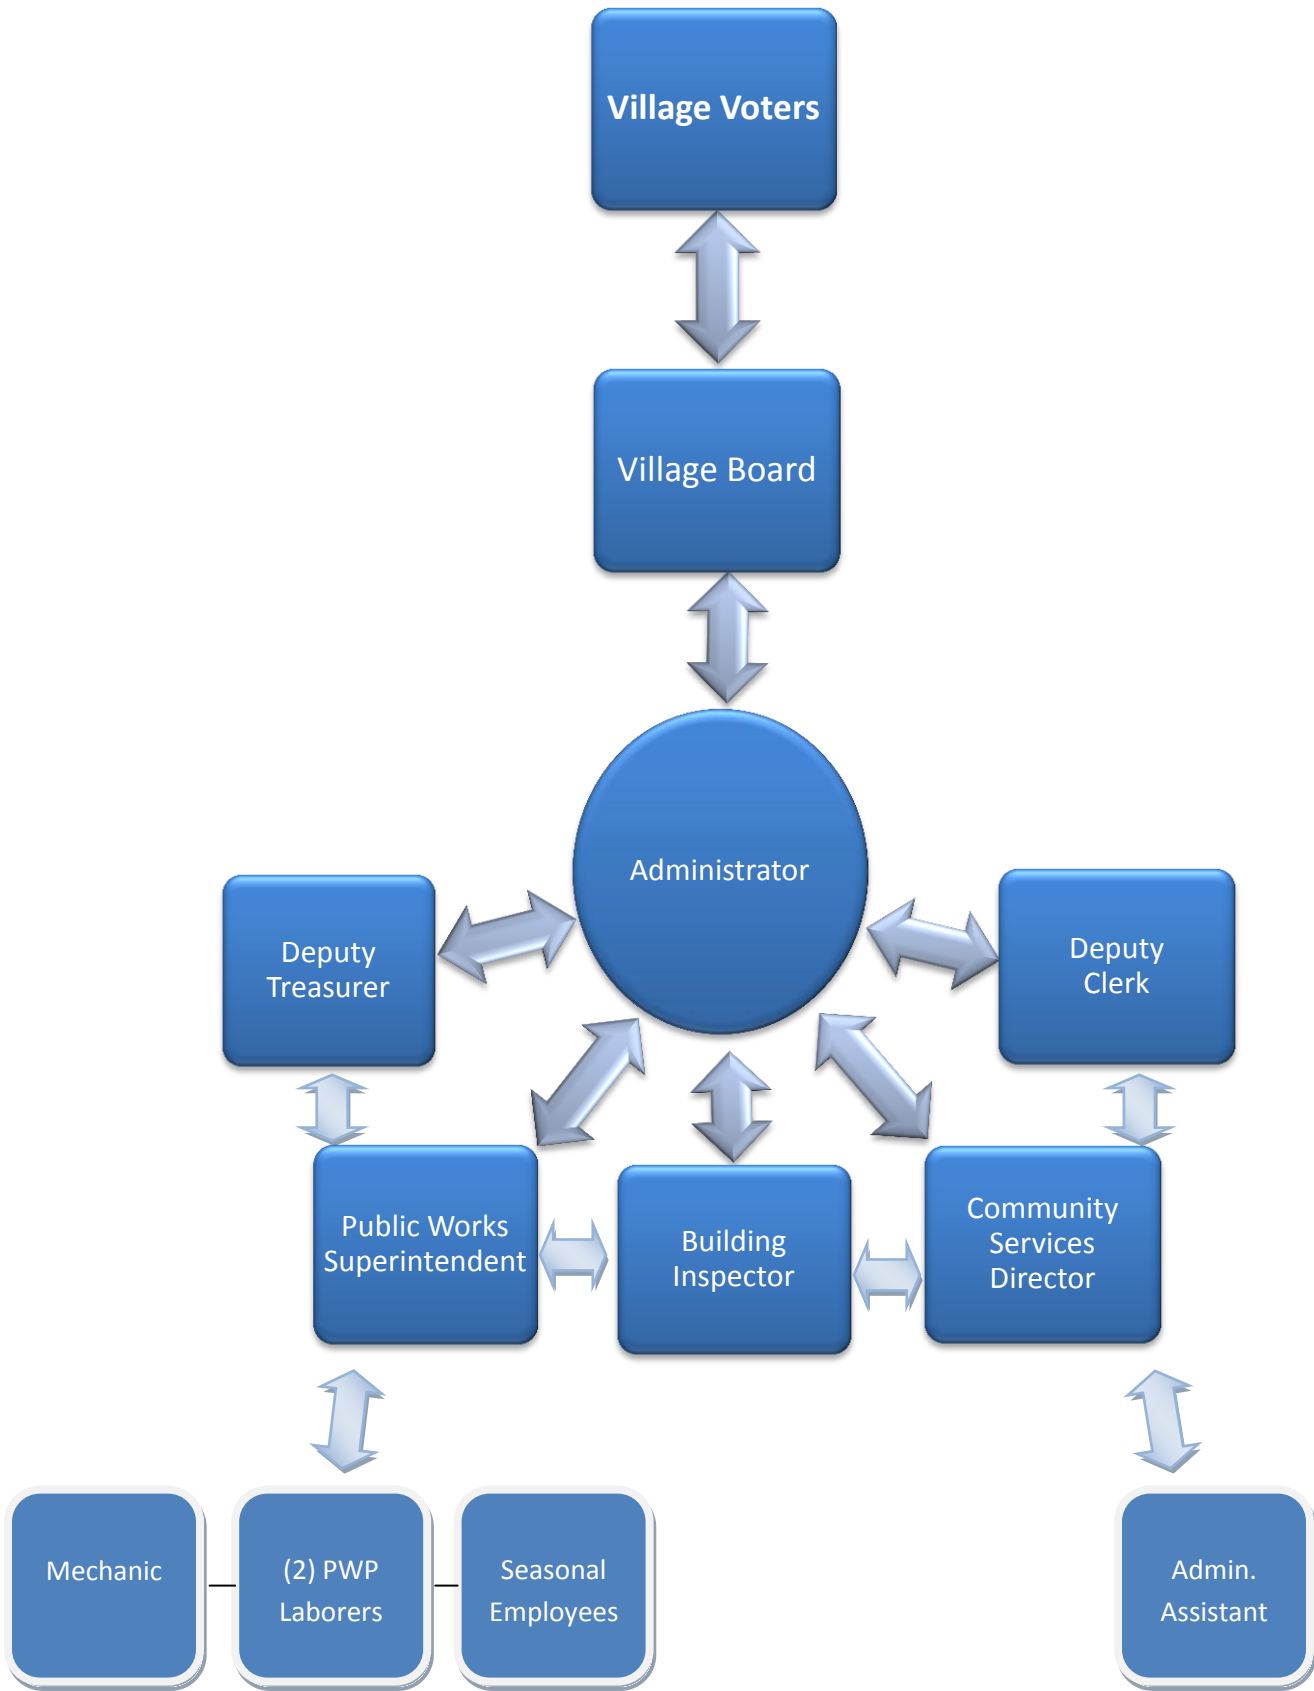 Village Voters
Village Board
Administrator
Deputy
Treasurer
Deputy
Clerk
Public Works
Superintendent
Building
Inspector
Community
Services
Director
Mechanic
(2) PWP
Laborers
Seasonal
Employees
Admin.
Assistant